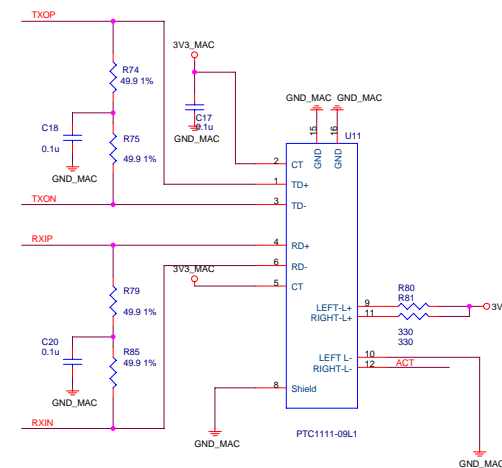 TXOP
3V3_MAC
R74
49.9 1%
C17
0.1u
GND_MAC
GND_MAC
GND_MAC
C18
0.1u
R75
49.9 1%
GND_MAC
15
16
U11
GND
GND
2
CT
1
TD+
TXON
3
TD-
RXIP
4
RD+
6
RD-
3V3_MAC
5
CT
R79
49.9 1%
R80
R81
LEFT-L+
9
3V
RIGHT-L+
11
330
330
C20
0.1u
R85
49.9 1%
LEFT L-
10
RIGHT-L-
12
ACT
GND_MAC
8
Shield
RXIN
GND_MAC
PTC1111-09L1
GND_MAC